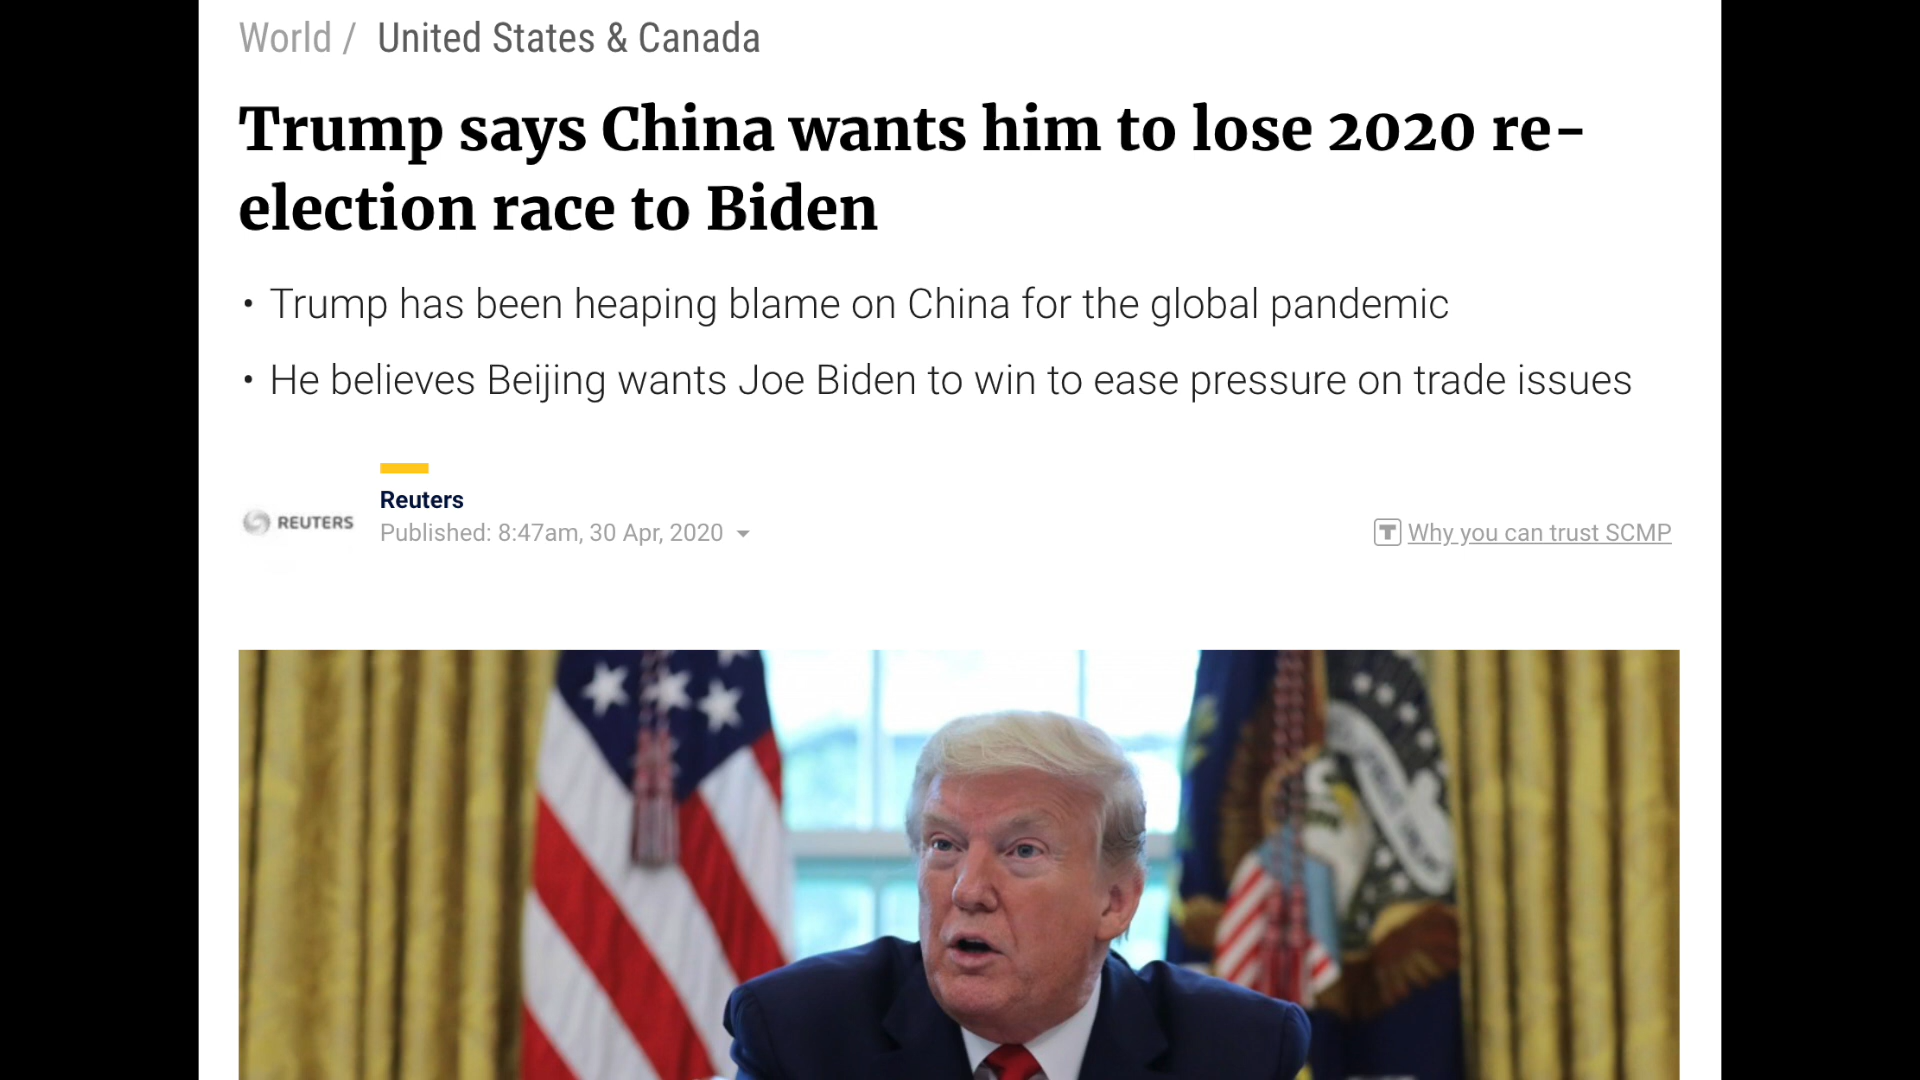 World / United States & Canada
Trump says China wants him to lose 2020 re-
election race to Biden
• Trump has been heaping blame on China for the global pandemic
• He believes Beijing wants Joe Biden to win to ease pressure on trade issues
REUTERS
Reuters
Published: 8:47am, 30 Apr, 2020
T Why you can trust SCMP